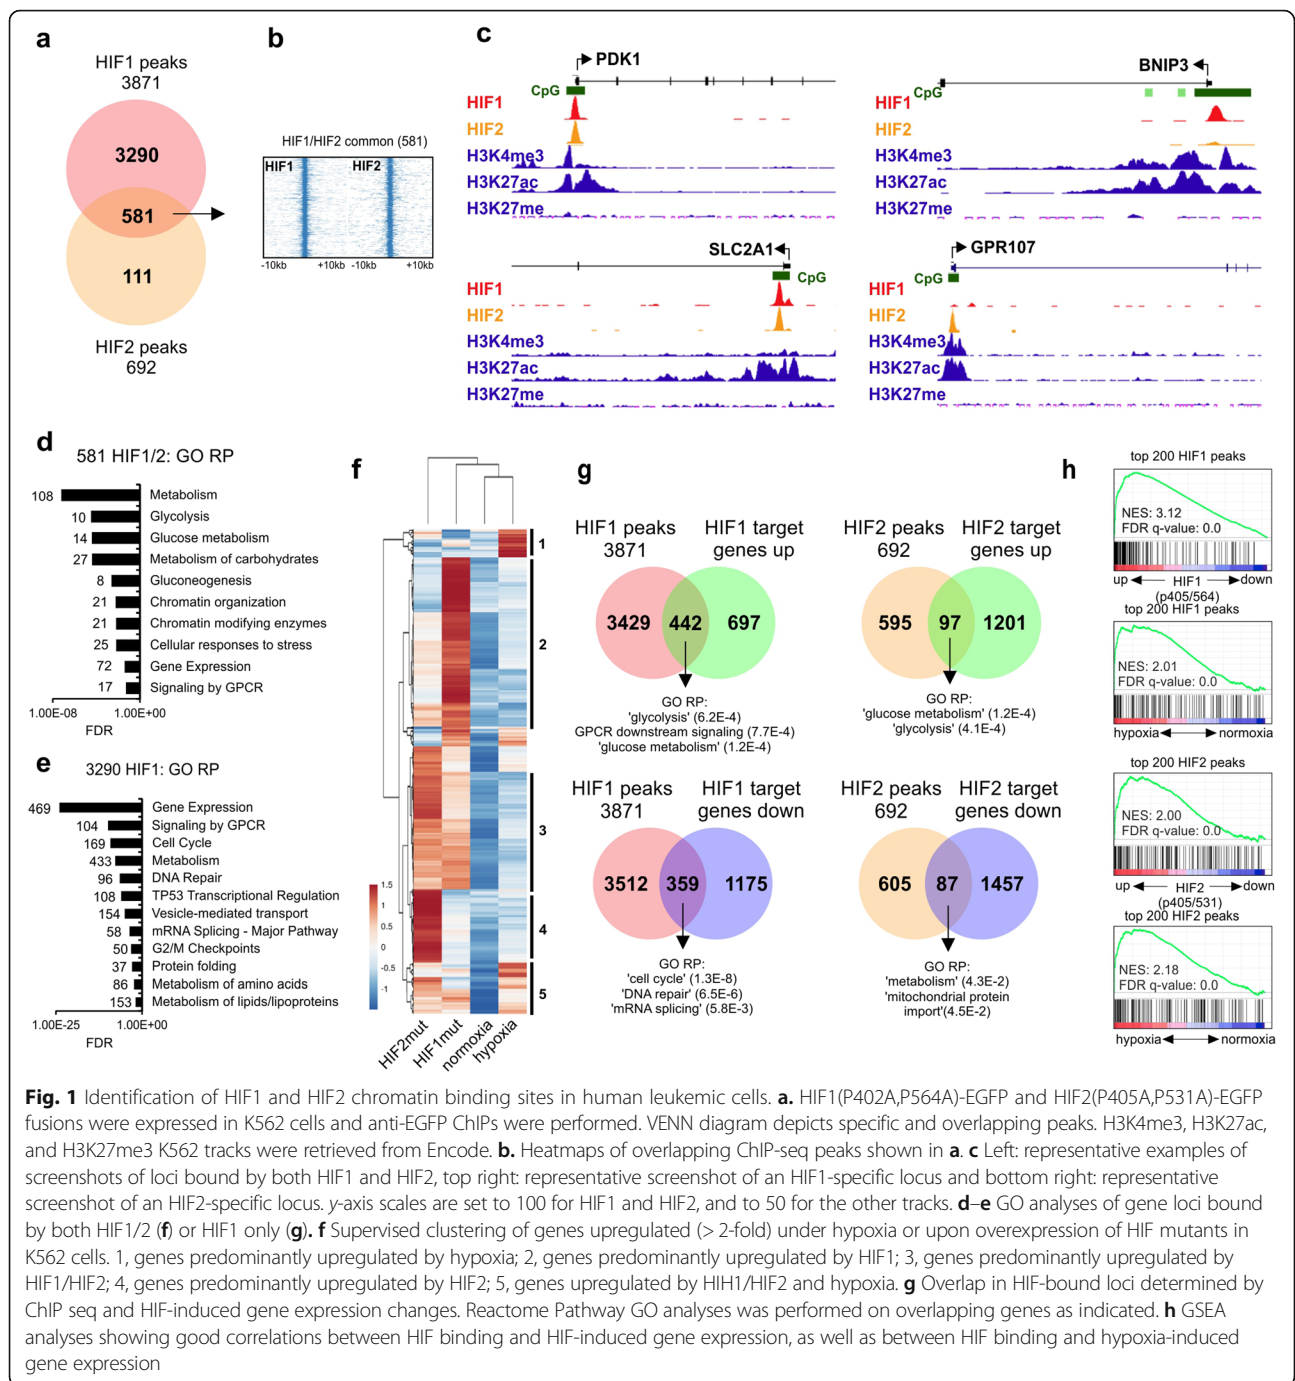 a
HIF1 peaks
3871
3290
581
111
HIF2 peaks
692
b
HIF1/HIF2 common (581)
HIF1 HIF2
-10kb +10kb -10kb +10kb
c
PDK1
CpG
HIF1
HIF2
H3K4me3
H3K27ac
H3K27me
BNIP3
CpG
HIF1
HIF2
H3K4me3
H3K27ac
H3K27me
SLC2A1
CpG
HIF1
HIF2
H3K4me3
H3K27ac
H3K27me
GPR107
CpG
HIF1
HIF2
H3K4me3
H3K27ac
H3K27me
d
581 HIF1/2: GO RP
108 Metabolism
10 Glycolysis
14 Glucose metabolism
27 Metabolism of carbohydrates
8 Gluconeogenesis
21 Chromatin organization
21 Chromatin modifying enzymes
25 Cellular responses to stress
72 Gene Expression
17 Signaling by GPCR
1.00E-08 1.00E+00
FDR
e
3290 HIF1: GO RP
469 Gene Expression
104 Signaling by GPCR
169 Cell Cycle
433 Metabolism
96 DNA Repair
108 TP53 Transcriptional Regulation
154 Vesicle-mediated transport
58 mRNA Splicing - Major Pathway
50 G2/M Checkpoints
37 Protein folding
86 Metabolism of amino acids
153 Metabolism of lipids/lipoproteins
1.00E-25 1.00E+00
FDR
f
1
2
3
4
5
1.5
1
0.5
0
-0.5
-1
HIF2mut HIF1mut normoxia hypoxia
g
HIF1 peaks HIF1 target
3871 genes up
3429 442 697
GO RP:
'glycolysis' (6.2E-4)
GPCR downstream signaling (7.7E-4)
'glucose metabolism' (1.2E-4)
HIF2 peaks HIF2 target
692 genes up
595 97 1201
GO RP:
'glucose metabolism' (1.2E-4)
'glycolysis' (4.1E-4)
HIF1 peaks HIF1 target
3871 genes down
3512 359 1175
GO RP:
'cell cycle' (1.3E-8)
'DNA repair' (6.5E-6)
'mRNA splicing' (5.8E-3)
HIF2 peaks HIF2 target
692 genes down
605 87 1457
GO RP:
'metabolism' (4.3E-2)
'mitochondrial protein
import'(4.5E-2)
h
top 200 HIF1 peaks
NES: 3.12
FDR q-value: 0.0
up HIF1 down
(p405/564)
top 200 HIF1 peaks
NES: 2.01
FDR q-value: 0.0
hypoxia normoxia
top 200 HIF2 peaks
NES: 2.00
FDR q-value: 0.0
up HIF2 down
(p405/531)
top 200 HIF2 peaks
NES: 2.18
FDR q-value: 0.0
hypoxia normoxia
Fig. 1 Identification of HIF1 and HIF2 chromatin binding sites in human leukemic cells. a. HIF1(P402A,P564A)-EGFP and HIF2(P405A,P531A)-EGFP
fusions were expressed in K562 cells and anti-EGFP ChIPs were performed. VENN diagram depicts specific and overlapping peaks. H3K4me3, H3K27ac,
and H3K27me3 K562 tracks were retrieved from Encode. b. Heatmaps of overlapping ChIP-seq peaks shown in a. c Left: representative examples of
screenshots of loci bound by both HIF1 and HIF2, top right: representative screenshot of an HIF1-specific locus and bottom right: representative
screenshot of an HIF2-specific locus. y-axis scales are set to 100 for HIF1 and HIF2, and to 50 for the other tracks. d–e GO analyses of gene loci bound
by both HIF1/2 (f) or HIF1 only (g). f Supervised clustering of genes upregulated (> 2-fold) under hypoxia or upon overexpression of HIF mutants in
K562 cells. 1, genes predominantly upregulated by hypoxia; 2, genes predominantly upregulated by HIF1; 3, genes predominantly upregulated by
HIF1/HIF2; 4, genes predominantly upregulated by HIF2; 5, genes upregulated by HIH1/HIF2 and hypoxia. g Overlap in HIF-bound loci determined by
ChIP seq and HIF-induced gene expression changes. Reactome Pathway GO analyses was performed on overlapping genes as indicated. h GSEA
analyses showing good correlations between HIF binding and HIF-induced gene expression, as well as between HIF binding and hypoxia-induced
gene expression